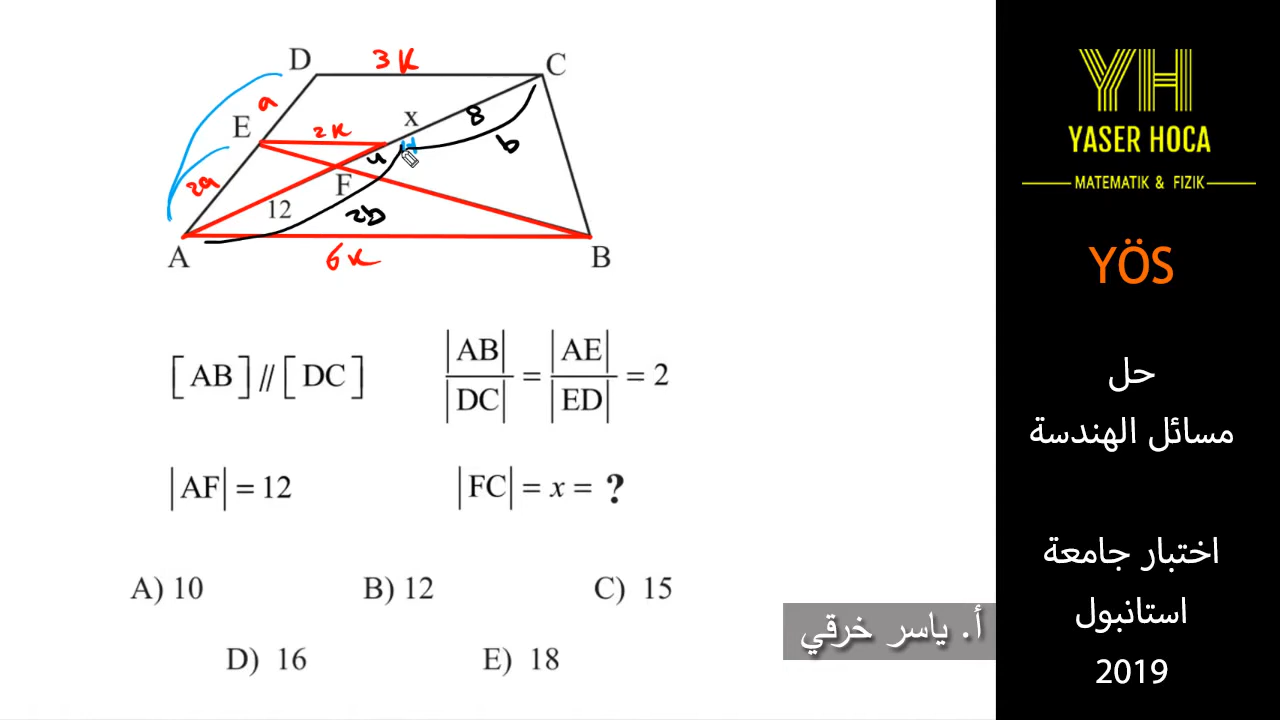 D 3K C
a
E 2K x 8
H
4 b
2a F
12 2b
A 6K B
[AB] // [DC] |AB| / |DC| = |AE| / |ED| = 2
|AF| = 12 |FC| = x = ?
A) 10 B) 12 C) 15
D) 16 E) 18
YH
YASER HOCA
MATEMATIK & FIZIK
YÖS
حل
مسائل الهندسة
اختبار جامعة
استانبول
2019
أ. ياسر خرقي